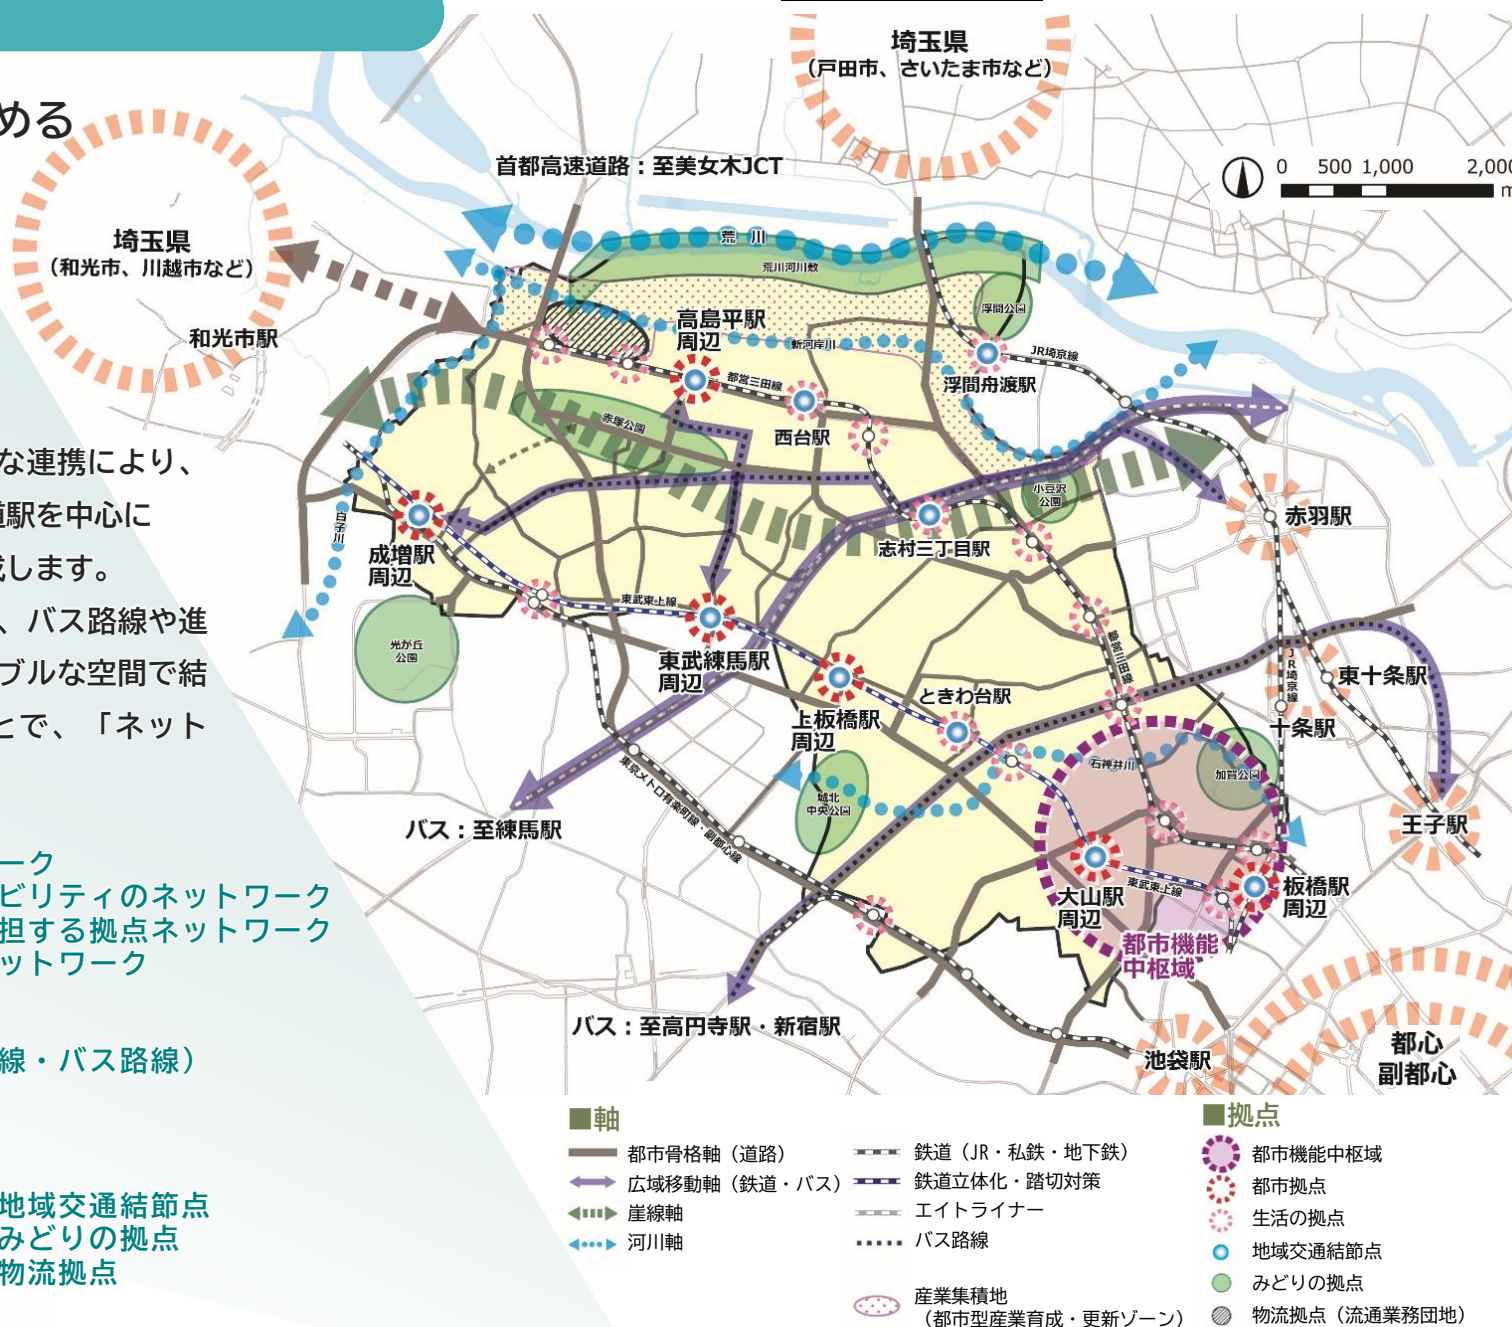 める
な連携により、
道駅を中心に
成します。
、バス路線や進
ブルな空間で結
とで、「ネット
ーク
ビリティのネットワーク
担する拠点ネットワーク
ットワーク
線・バス路線）
地域交通結節点
みどりの拠点
物流拠点
埼玉県
（戸田市、さいたま市など）
首都高速道路：至美女木JCT
0 500 1,000 2,000
m
埼玉県
（和光市、川越市など）
和光市駅
荒 川
荒川河川敷
浮間公園
高島平駅
周辺
新河岸川
JR埼京線
浮間舟渡駅
都営三田線
西台駅
赤塚公園
小豆沢
公園
志村三丁目駅
赤羽駅
白子川
成増駅
周辺
東武東上線
光が丘
公園
東武練馬駅
周辺
都営三田線
上板橋駅
周辺
ときわ台駅
JR埼京線
東十条駅
十条駅
石神井川
加賀公園
城北
中央公園
東京メトロ有楽町線・副都心線
バス：至練馬駅
王子駅
大山駅
周辺
東武東上線
板橋駅
周辺
都市機能
中枢域
バス：至高円寺駅・新宿駅
池袋駅
都心
副都心
■軸
都市骨格軸（道路）
広域移動軸（鉄道・バス）
崖線軸
河川軸
鉄道（JR・私鉄・地下鉄）
鉄道立体化・踏切対策
エイトライナー
バス路線
産業集積地
（都市型産業育成・更新ゾーン）
■拠点
都市機能中枢域
都市拠点
生活の拠点
地域交通結節点
みどりの拠点
物流拠点（流通業務団地）